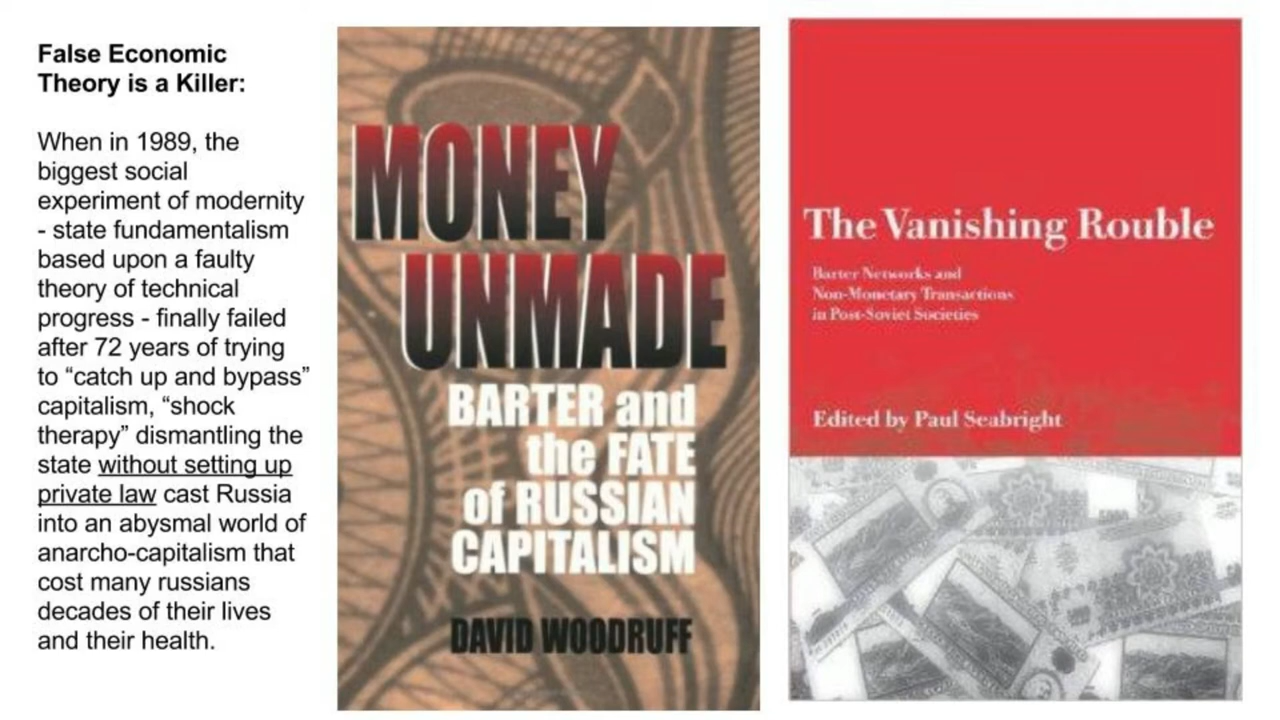 False Economic
Theory is a Killer:
When in 1989, the
biggest social
experiment of modernity
- state fundamentalism
based upon a faulty
theory of technical
progress - finally failed
after 72 years of trying
to “catch up and bypass”
capitalism, “shock
therapy” dismantling the
state without setting up
private law cast Russia
into an abysmal world of
anarcho-capitalism that
cost many russians
decades of their lives
and their health.
MONEY
UNMADE
BARTER and
the FATE
of RUSSIAN
CAPITALISM
DAVID WOODRUFF
The Vanishing Rouble
Barter Networks and
Non-Monetary Transactions
in Post-Soviet Societies
Edited by Paul Seabright